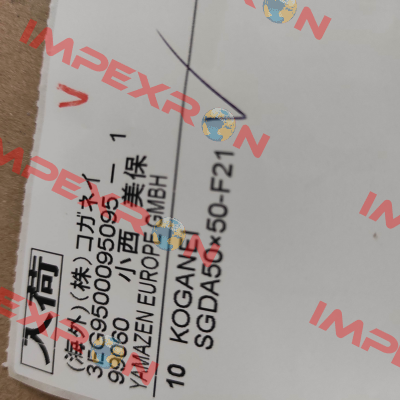 入荷
(海外)(株)コガネイ
3EG9500095095 — 1
99060 小西 美保
YAMAZEN EUROPE GMBH
10 KOGANEI
SGDA50×50-F21
V
IMPEXRON